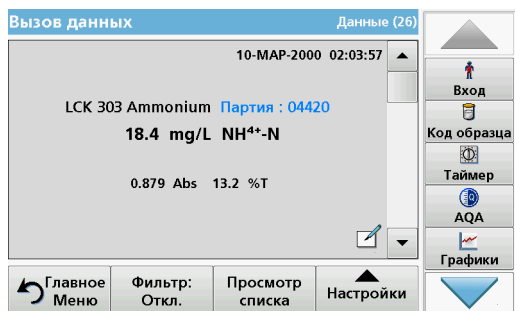 Вызов данных
Данные (26)
10-МАР-2000 02:03:57
LCK 303 Ammonium Партия : 04420
18.4 mg/L NH⁴⁺-N
0.879 Abs 13.2 %T
Вход
Код образца
Таймер
AQA
Графики
Главное
Меню
Фильтр:
Откл.
Просмотр
списка
Настройки